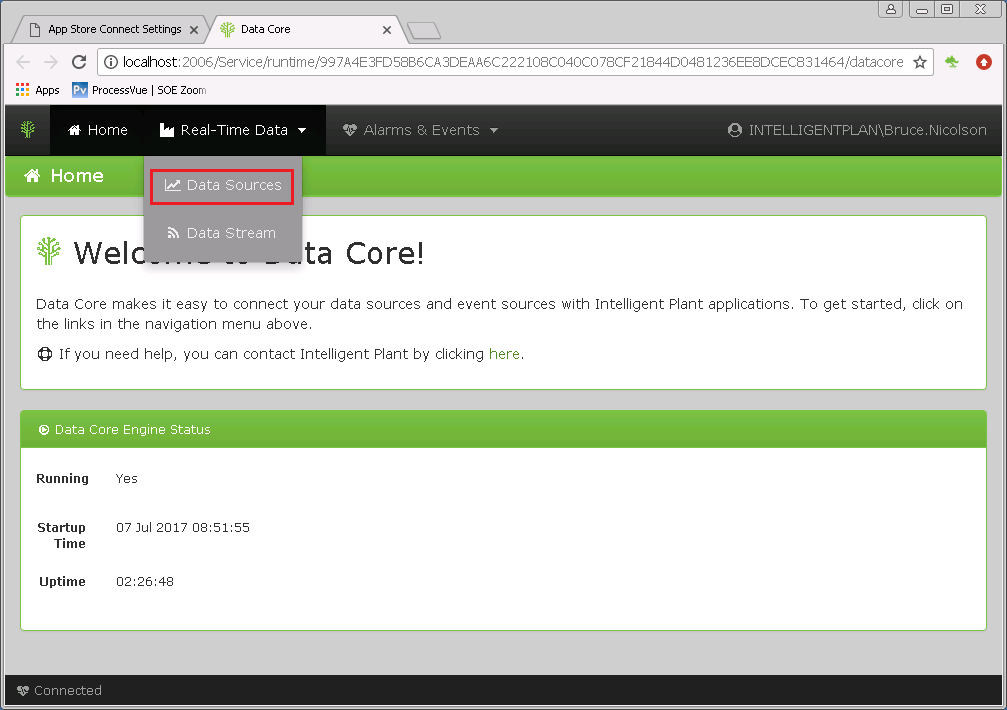 App Store Connect Settings
Data Core
localhost:2006/Service/runtime/997A4E3FD58B6CA3DEAA6C222108C040C078CF21844D0481236EE8DCEC831464/datacore
Apps
Pv ProcessVue | SOE Zoom
Home
Real-Time Data
Alarms & Events
INTELLIGENTPLAN\Bruce.Nicolson
Home
Data Sources
Data Stream
Welcome to Data Core!
Data Core makes it easy to connect your data sources and event sources with Intelligent Plant applications. To get started, click on
the links in the navigation menu above.
If you need help, you can contact Intelligent Plant by clicking here.
Data Core Engine Status
Running Yes
Startup Time 07 Jul 2017 08:51:55
Uptime 02:26:48
Connected